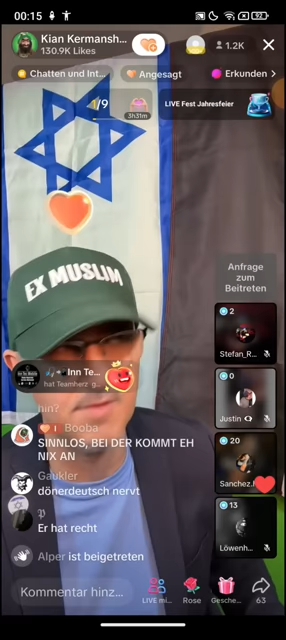 00:15
92
Kian Kermansh...
130.9K Likes
1.2K
Chatten und Int...
Angesagt
Erkunden
/9
3h31m
LIVE Fest Jahresfeier
EX MUSLIM
Anfrage
zum
Beitreten
2
Stefan_R...
0
Justin
20
Sanchez.
13
Löwenh...
Inn Te...
hat Teamherz g...
hin?
Booba
SINNLOS, BEI DER KOMMT EH
NIX AN
Gaukler
dönerdeutsch nervt
Er hat recht
Alper ist beigetreten
Kommentar hinz...
LIVE mi...
Rose
Gesche...
63